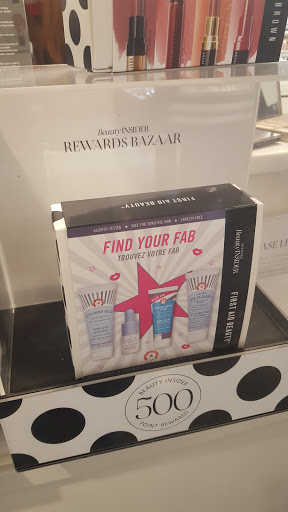 BROWN
BeautyINSIDER
REWARDS BAZAAR
FIRST AID BEAUTY
FIND YOUR FAB
TROUVEZ VOTRE FAB
BeautyINSIDER
FIRST AID BEAUTY
BEAUTY INSIDER
500
POINT REWARDS